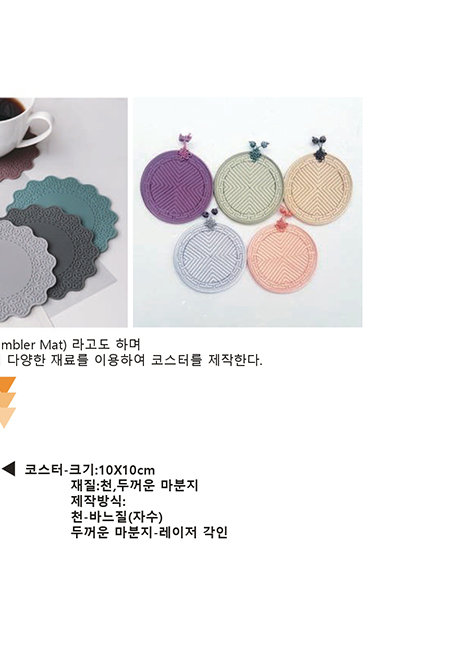 mbler Mat) 라고도 하며
다양한 재료를 이용하여 코스터를 제작한다.
코스터-크기:10X10cm
재질:천,두꺼운 마분지
제작방식:
천-바느질(자수)
두꺼운 마분지-레이저 각인